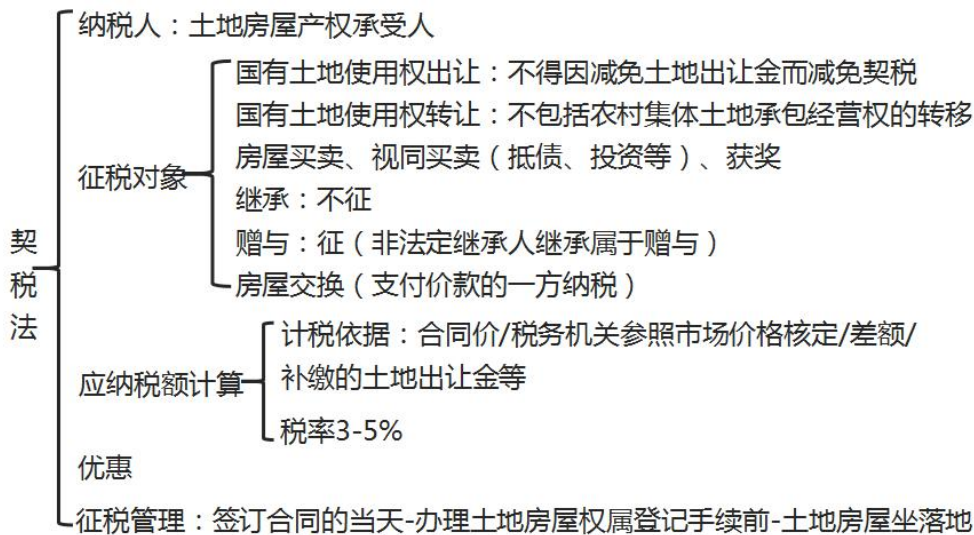 契税法
纳税人：土地房屋产权承受人
征税对象
国有土地使用权出让：不得因减免土地出让金而减免契税
国有土地使用权转让：不包括农村集体土地承包经营权的转移
房屋买卖、视同买卖（抵债、投资等）、获奖
继承：不征
赠与：征（非法定继承人继承属于赠与）
房屋交换（支付价款的一方纳税）
应纳税额计算
计税依据：合同价/税务机关参照市场价格核定/差额/
补缴的土地出让金等
税率3-5%
优惠
征税管理：签订合同的当天-办理土地房屋权属登记手续前-土地房屋坐落地